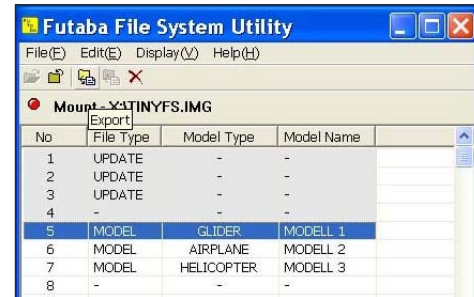 Futaba File System Utility
File(F) Edit(E) Display(V) Help(H)
Mount - X:\TINYFS.IMG
Export
No File Type Model Type Model Name
1 UPDATE - -
2 UPDATE - -
3 UPDATE - -
4 - - -
5 MODEL GLIDER MODELL 1
6 MODEL AIRPLANE MODELL 2
7 MODEL HELICOPTER MODELL 3
8 - - -